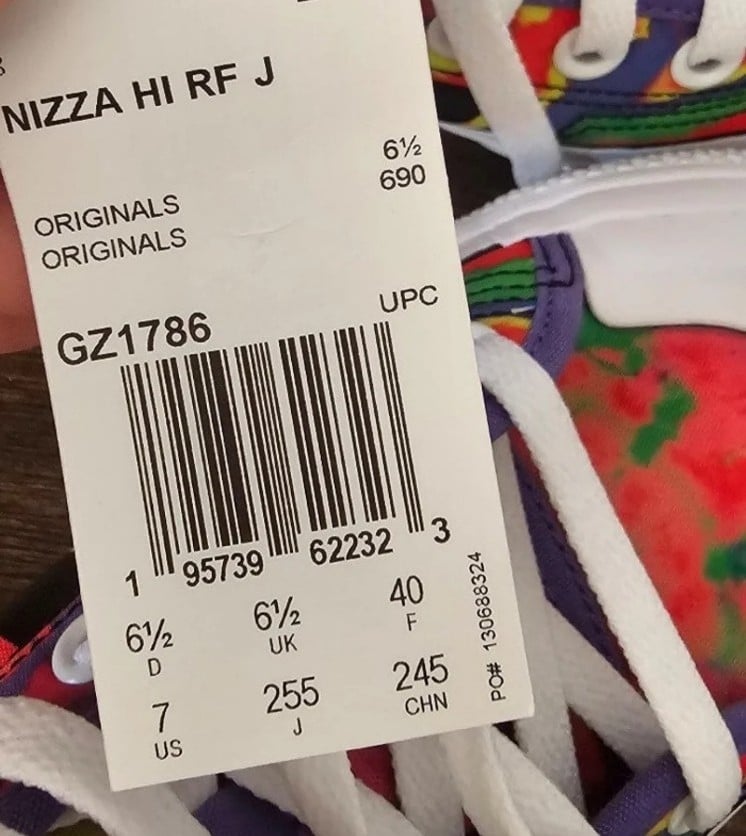 NIZZA HI RF J
6½
690
ORIGINALS
ORIGINALS
UPC
GZ1786
1 95739 62232 3
6½ 6½ 40
D UK F
7 255 245
US J CHN
PO# 130688324